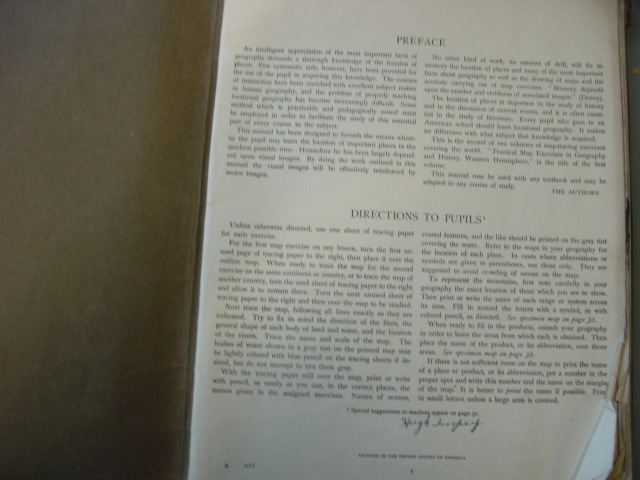 PREFACE
An intelligent appreciation of the most important facts of
geography demands a thorough knowledge of the location of
places. Few systematic aids, however, have been provided for
the use of the pupil in acquiring this knowledge. The courses
of instruction have been enriched with excellent subject matter
in human geography, and the problem of properly teaching
locational geography has become increasingly difficult. Some
method which is practicable and pedagogically sound must
be employed in order to facilitate the study of this essential
part of every course in the subject.
This manual has been designed to furnish the means where-
by the pupil may learn the location of important places in the
quickest possible time. Heretofore he has been largely depend-
ent upon visual images. By doing the work outlined in this
manual the visual images will be effectively reinforced by
motor images.
No other kind of work, no amount of drill, will fix in
memory the location of places and many of the most important
facts about geography as well as the drawing of maps and the
accurate carrying out of map exercises. "Memory depends
upon the number and vividness of associated images" (Dewey).
The location of places is important in the study of history
and in the discussion of current events, and it is often essen-
tial in the study of literature. Every pupil who goes to an
American school should learn locational geography. It makes
no difference with what subject that knowledge is acquired.
This is the second of two volumes of map-tracing exercises
covering the world. "Practical Map Exercises in Geography
and History, Western Hemisphere," is the title of the first
volume.
This manual may be used with any textbook and may be
adapted to any course of study.
THE AUTHORS
DIRECTIONS TO PUPILS¹
Unless otherwise directed, use one sheet of tracing paper
for each exercise.
For the first map exercise on any lesson, turn the first un-
used page of tracing paper to the right, then place it over the
outline map. When ready to trace the map for the second
exercise on the same continent or country, or to trace the map of
another country, turn the used sheet of tracing paper to the right
and allow it to remain there. Turn the next unused sheet of
tracing paper to the right and then over the map to be studied.
Next trace the map, following all lines exactly as they are
indicated. Try to fix in mind the direction of the lines, the
general shape of each body of land and water, and the location
of the rivers. Trace the name and scale of the map. The
bodies of water shown in a gray tint on the printed map may
be lightly colored with blue pencil on the tracing sheets if de-
sired, but do not attempt to tint them gray.
With the tracing paper still over the map, print or write
with pencil, as neatly as you can, in the correct places, the
names given in the assigned exercises. Names of oceans,
coastal features, and the like should be printed on the gray tint
covering the water. Refer to the maps in your geography for
the location of each place. In cases where abbreviations or
symbols are given in parentheses, use those only. They are
suggested to avoid crowding of names on the map.
To represent the mountains, first note carefully in your
geography the exact location of those which you are to show.
Then print or write the name of each range or system across
its area. Fill in around the letters with a symbol, or with
colored pencil, as directed. See specimen map on page 32.
When ready to fill in the products, consult your geography
in order to learn the areas from which each is obtained. Then
place the name of the product, or its abbreviation, over those
areas. See specimen map on page 32.
If there is not sufficient room on the map to print the name
of a place or product, or its abbreviation, put a number in the
proper spot and write this number and the name on the margin
of the map. It is better to print the name if possible. Print
in small letters unless a large area is covered.
¹ Special suggestions to teachers appear on page 31.
Hugh
PRINTED IN THE UNITED STATES OF AMERICA